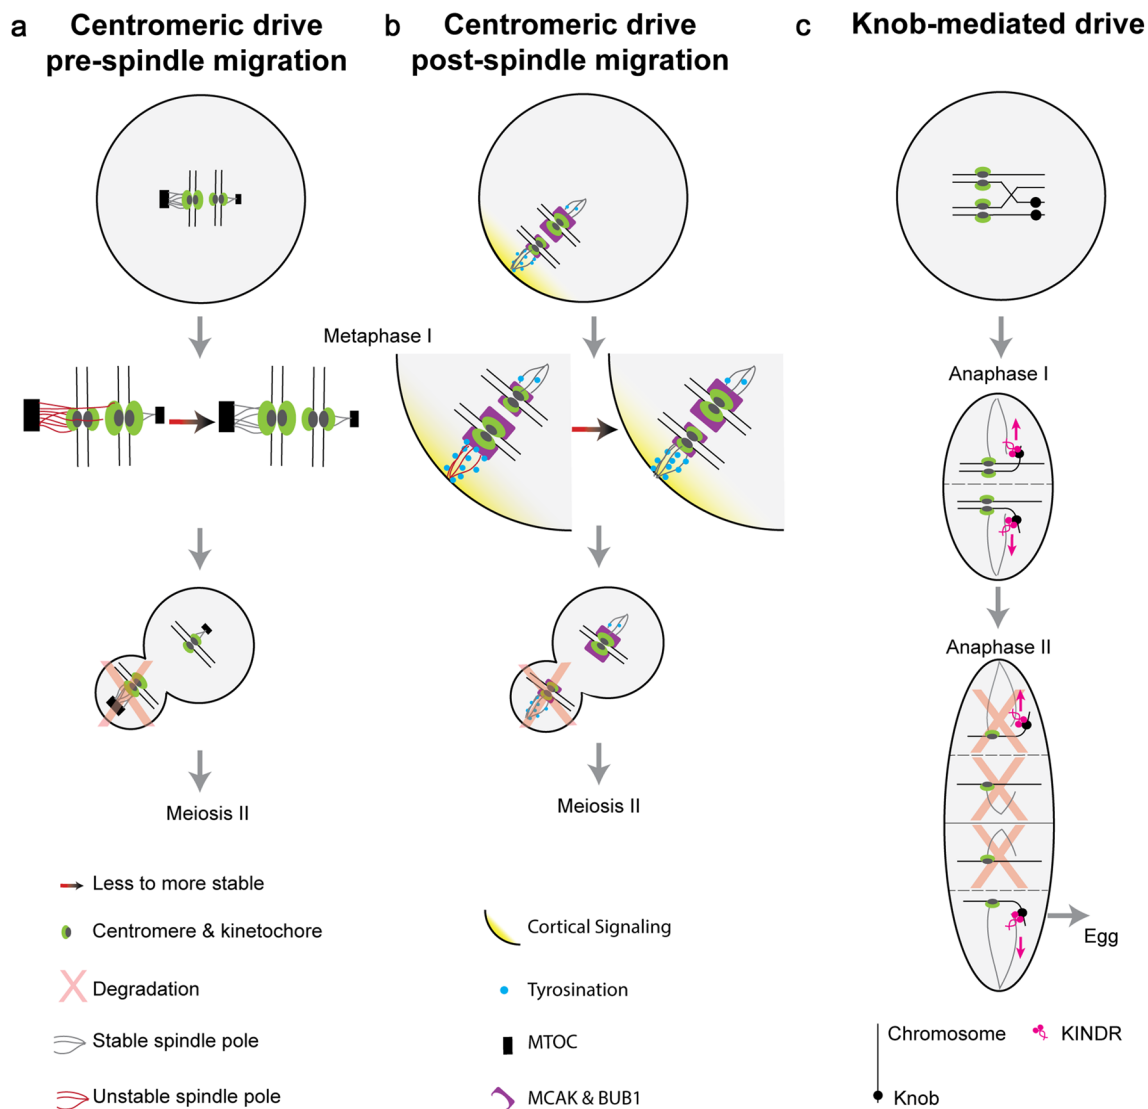 a
Centromeric drive
pre-spindle migration
b
Centromeric drive
post-spindle migration
c
Knob-mediated drive
Metaphase I
Anaphase I
Anaphase II
Meiosis II
Meiosis II
Egg
Less to more stable
Centromere & kinetochore
Degradation
Stable spindle pole
Unstable spindle pole
Cortical Signaling
Tyrosination
MTOC
MCAK & BUB1
Chromosome
Knob
KINDR